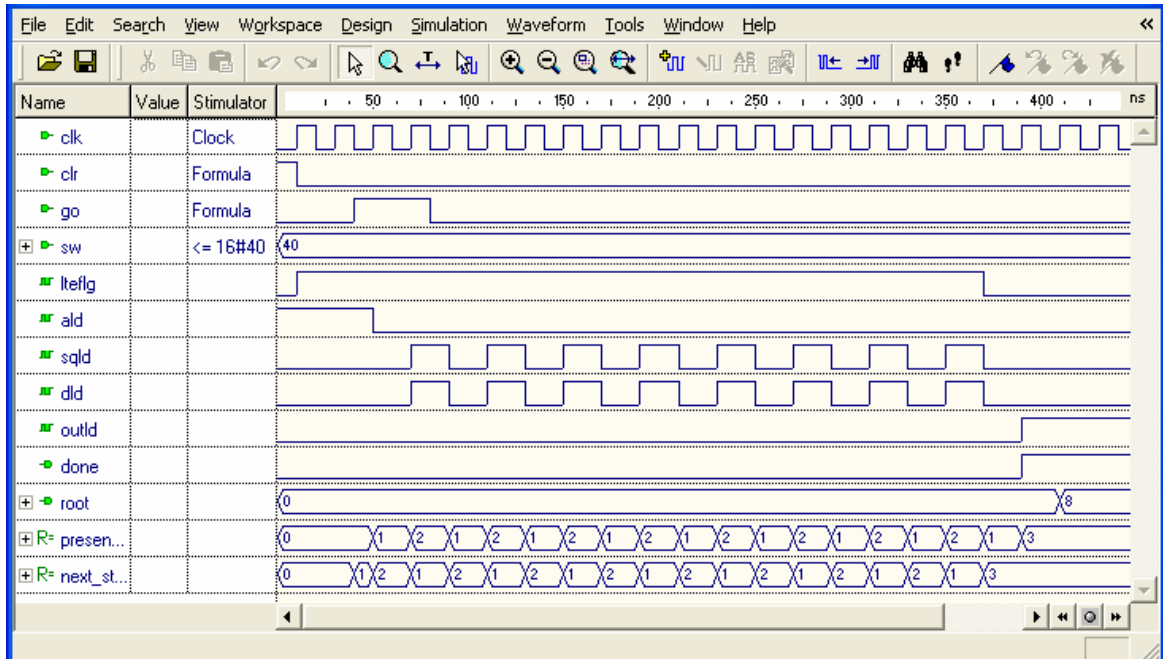 File Edit Search View Workspace Design Simulation Waveform Tools Window Help
Name Value Stimulator 50 100 150 200 250 300 350 400 ns
clk Clock
clr Formula
go Formula
sw <= 16#40 40
lteflg
ald
sqld
dld
outld
done
root 0 8
presen... 0 1 2 1 2 1 2 1 2 1 2 1 2 1 2 1 2 1 3
next_st... 0 1 2 1 2 1 2 1 2 1 2 1 2 1 2 1 2 1 3